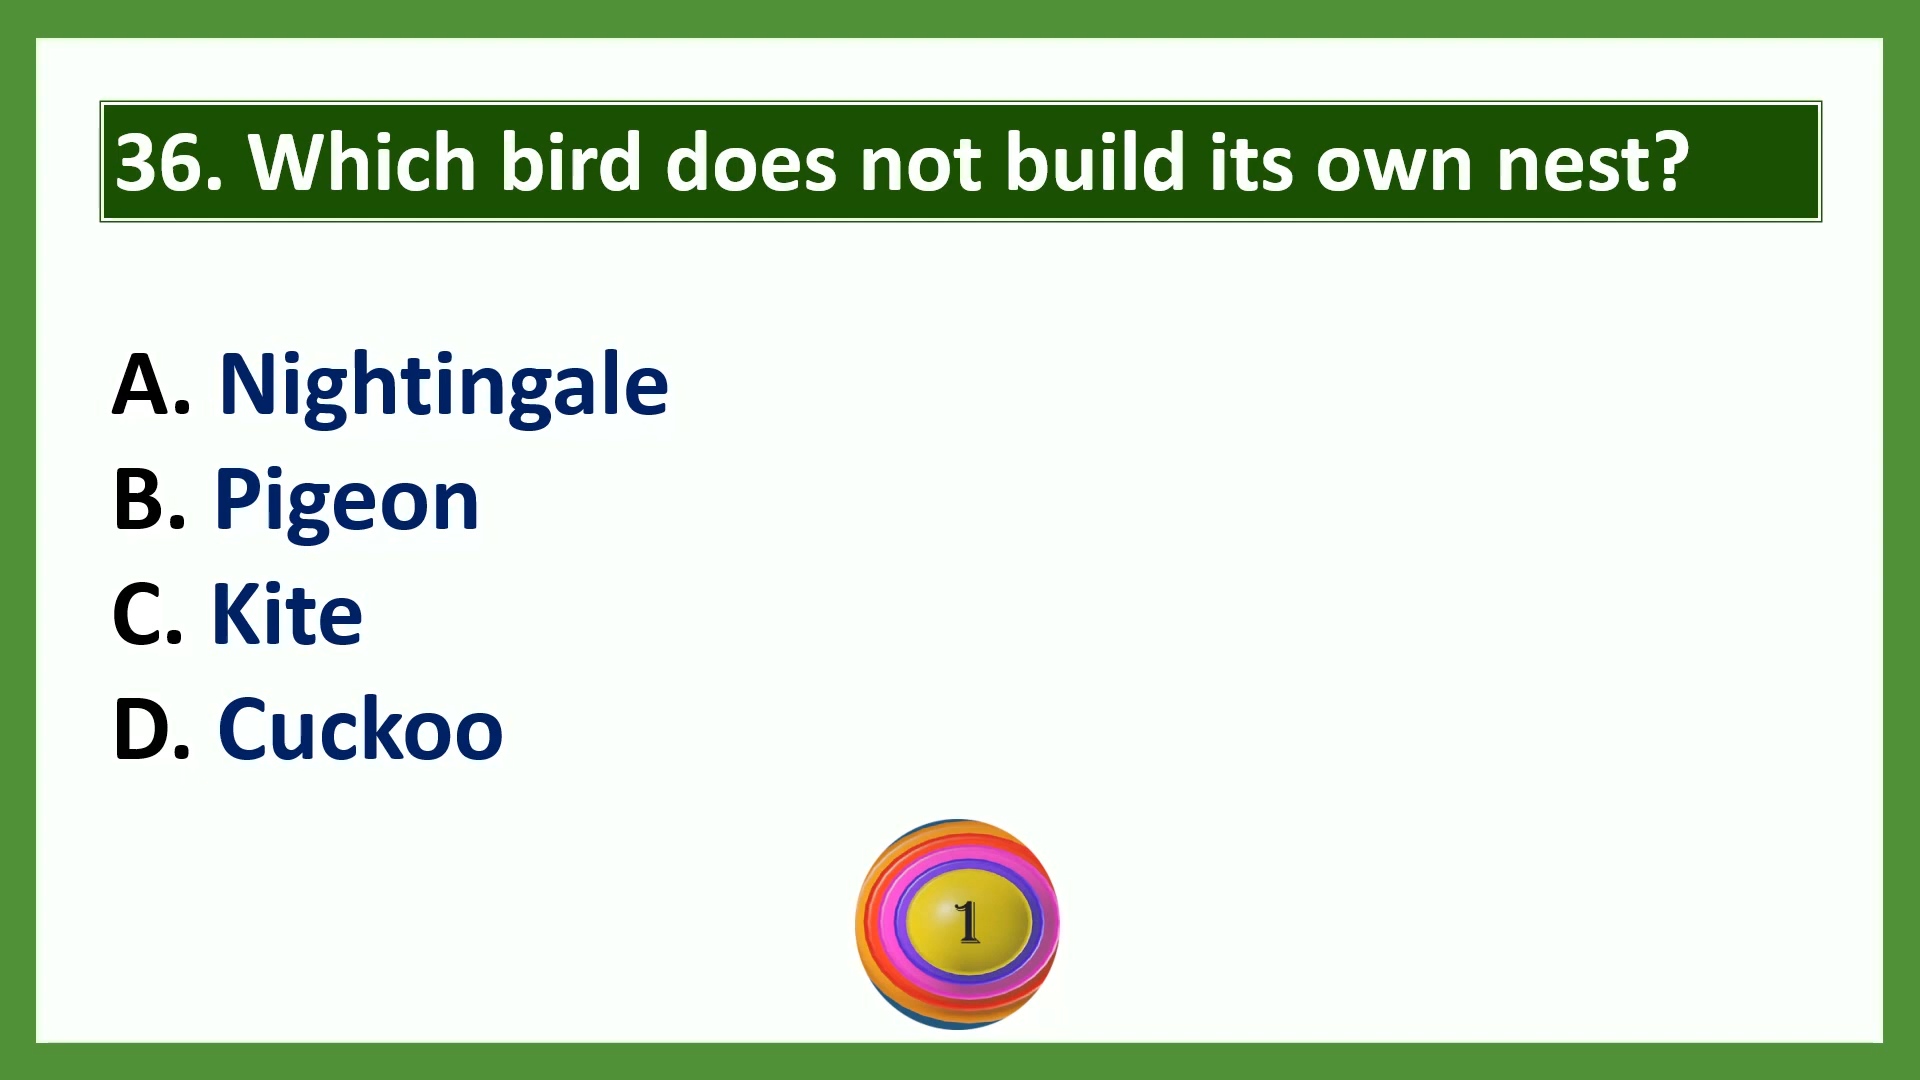 36. Which bird does not build its own nest?
A. Nightingale
B. Pigeon
C. Kite
D. Cuckoo
1